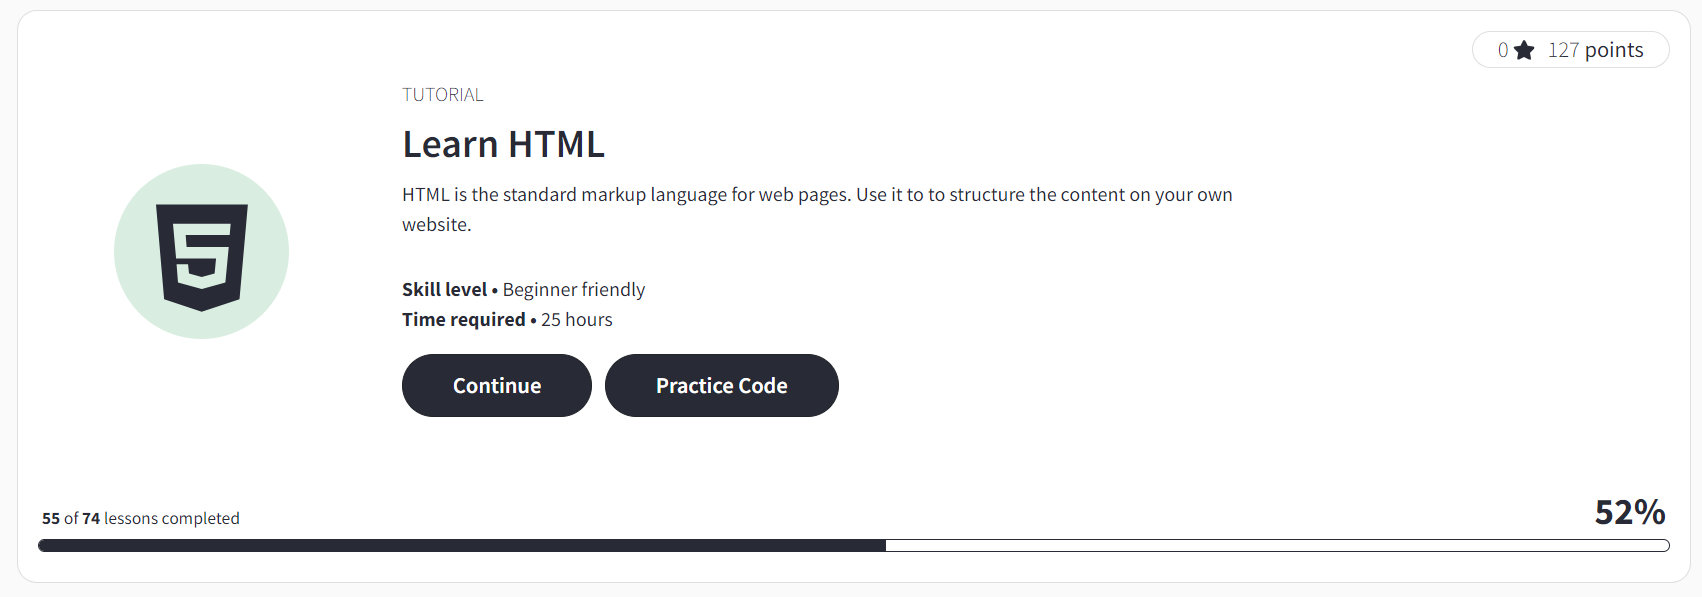 0 ★ 127 points
TUTORIAL
Learn HTML
HTML is the standard markup language for web pages. Use it to to structure the content on your own
website.
Skill level • Beginner friendly
Time required • 25 hours
Continue Practice Code
55 of 74 lessons completed 52%